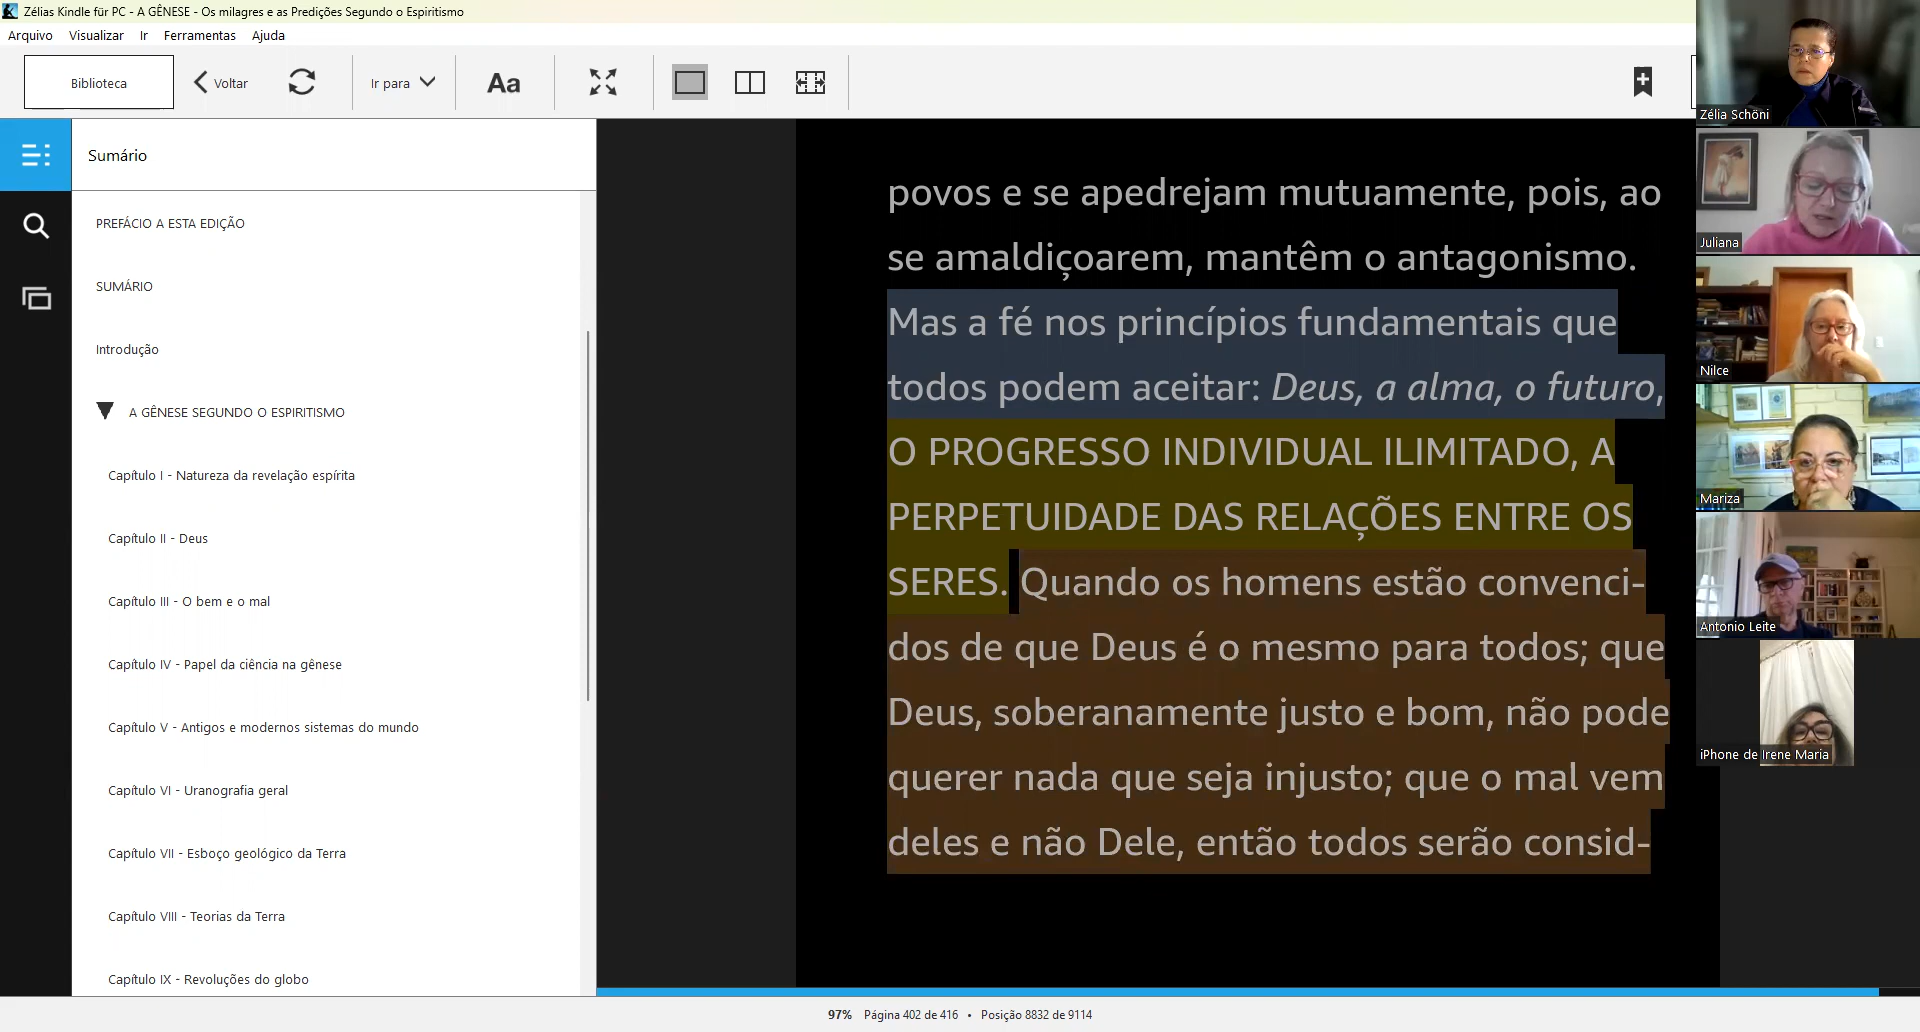 Zélias Kindle für PC - A GÊNESE - Os milagres e as Predições Segundo o Espiritismo
Arquivo Visualizar Ir Ferramentas Ajuda
Biblioteca Voltar Ir para Aa
Sumário
PREFÁCIO A ESTA EDIÇÃO
SUMÁRIO
Introdução
A GÊNESE SEGUNDO O ESPIRITISMO
Capítulo I - Natureza da revelação espírita
Capítulo II - Deus
Capítulo III - O bem e o mal
Capítulo IV - Papel da ciência na gênese
Capítulo V - Antigos e modernos sistemas do mundo
Capítulo VI - Uranografia geral
Capítulo VII - Esboço geológico da Terra
Capítulo VIII - Teorias da Terra
Capítulo IX - Revoluções do globo
povos e se apedrejam mutuamente, pois, ao
se amaldiçoarem, mantêm o antagonismo.
Mas a fé nos princípios fundamentais que
todos podem aceitar: Deus, a alma, o futuro,
O PROGRESSO INDIVIDUAL ILIMITADO, A
PERPETUIDADE DAS RELAÇÕES ENTRE OS
SERES. Quando os homens estão convenci-
dos de que Deus é o mesmo para todos; que
Deus, soberanamente justo e bom, não pode
querer nada que seja injusto; que o mal vem
deles e não Dele, então todos serão consid-
97% Página 402 de 416 • Posição 8832 de 9114
Zélia Schöni
Juliana
Nilce
Mariza
Antonio Leite
iPhone de Irene Maria